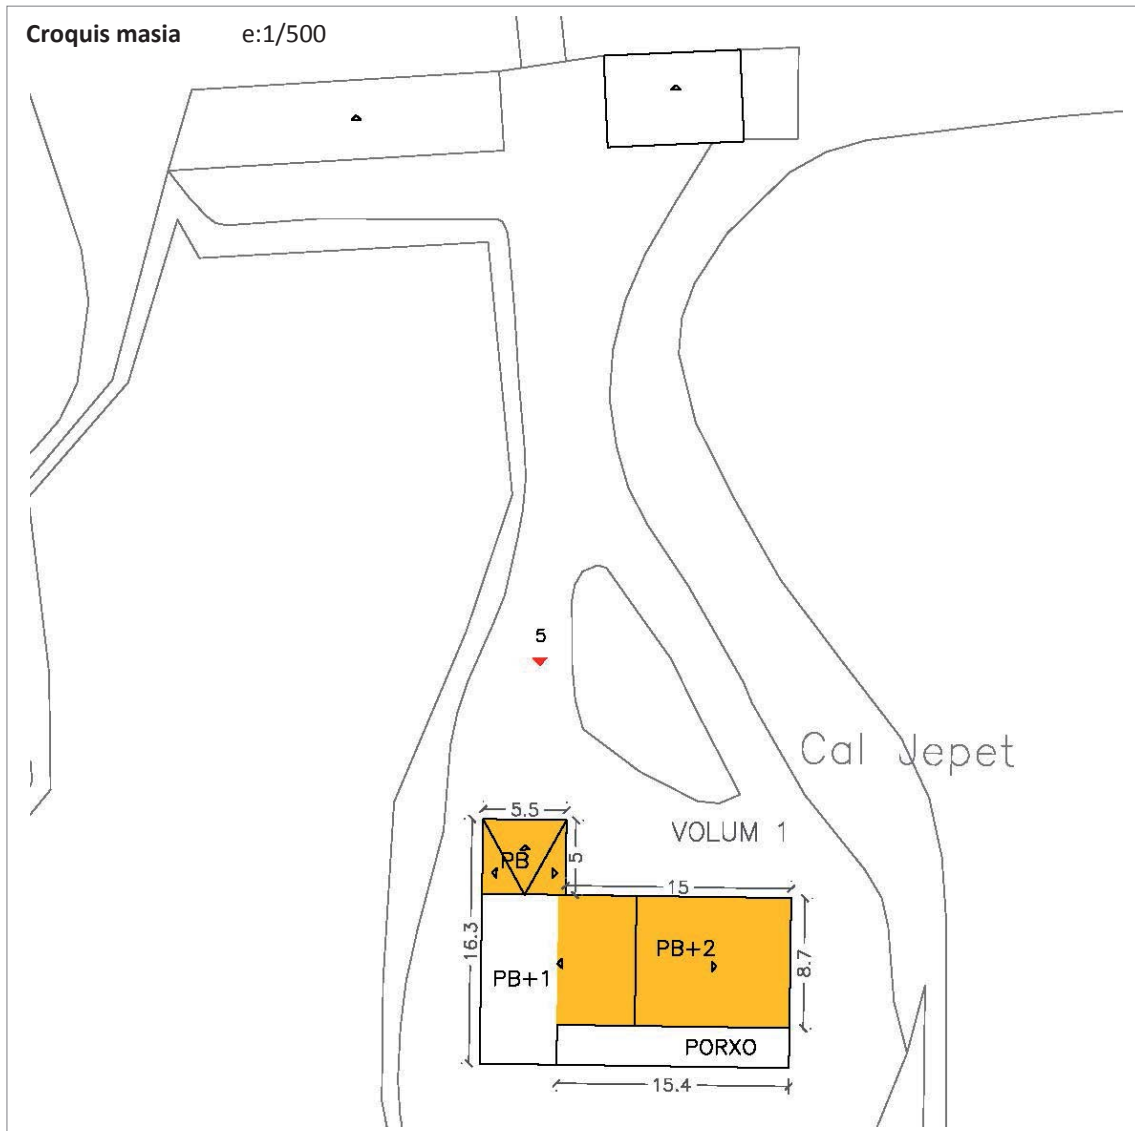 Croquis masia e:1/500
5
Cal Jepet
VOLUM 1
5.5
PB
5
15
16.3
PB+2
PB+1
8.7
PORXO
15.4